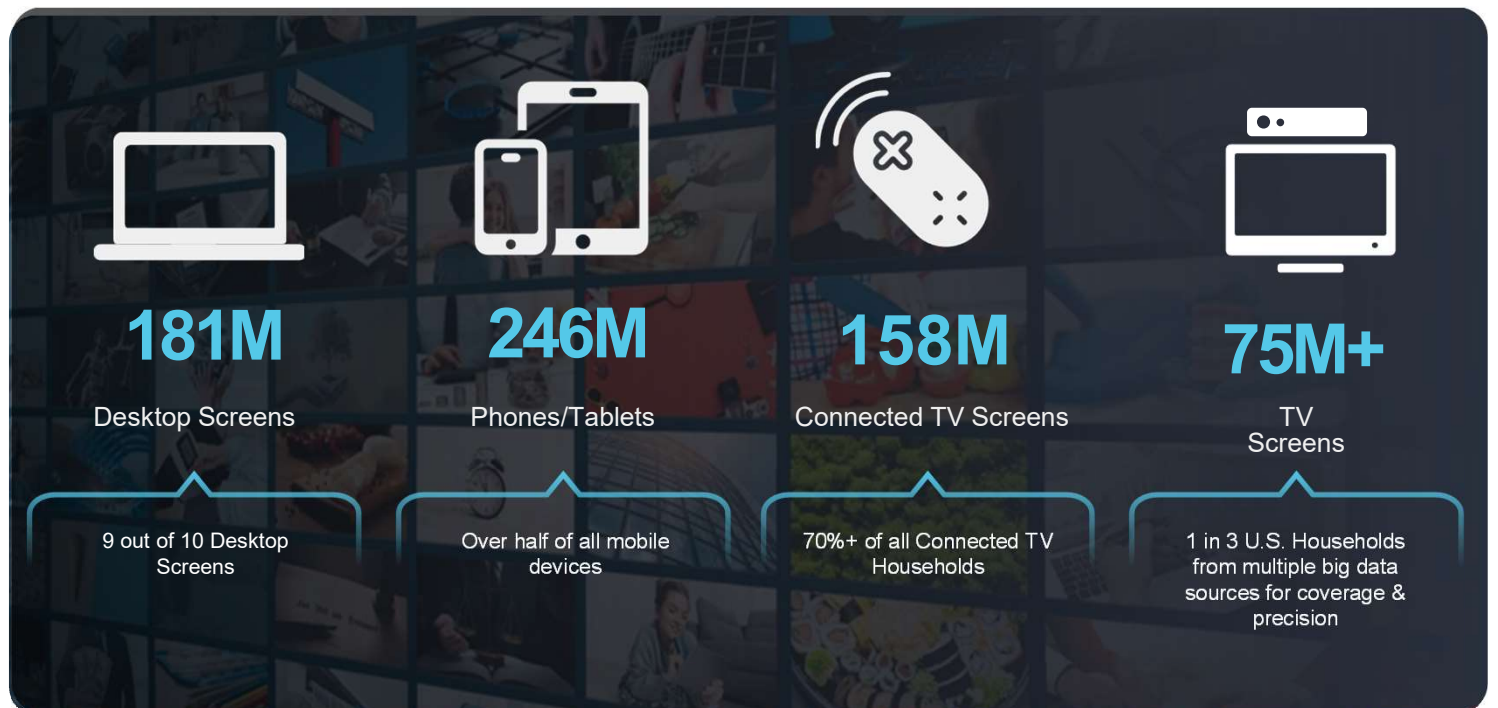 181M
Desktop Screens
9 out of 10 Desktop
Screens
246M
Phones/Tablets
Over half of all mobile
devices
158M
Connected TV Screens
70%+ of all Connected TV
Households
75M+
TV
Screens
1 in 3 U.S. Households
from multiple big data
sources for coverage &
precision